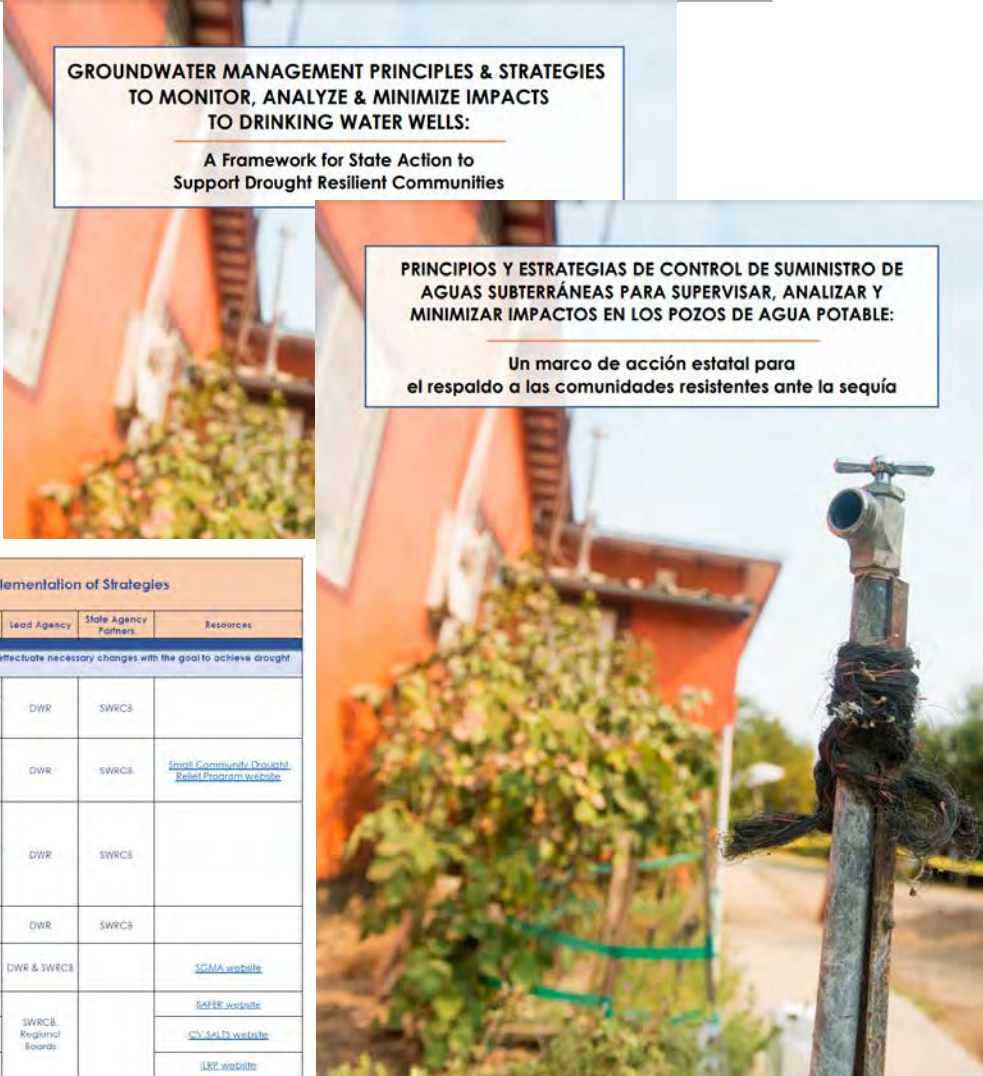 GROUNDWATER MANAGEMENT PRINCIPLES & STRATEGIES
TO MONITOR, ANALYZE & MINIMIZE IMPACTS
TO DRINKING WATER WELLS:
A Framework for State Action to
Support Drought Resilient Communities
PRINCIPIOS Y ESTRATEGIAS DE CONTROL DE SUMINISTRO DE
AGUAS SUBTERRÁNEAS PARA SUPERVISAR, ANALIZAR Y
MINIMIZAR IMPACTOS EN LOS POZOS DE AGUA POTABLE:
Un marco de acción estatal para
el respaldo a las comunidades resistentes ante la sequía
lementation of Strategies
Lead Agency
State Agency
Partners
Resources
effectuate necessary changes with the goal to achieve drought
DWR
SWRCB
DWR
SWRCB
Small Community Drought
Relief Program website
DWR
SWRCB
DWR
SWRCB
DWR & SWRCB
SGMA website
SWRCB,
Regional
Boards
SAFER website
CV SALTS website
ILRP website